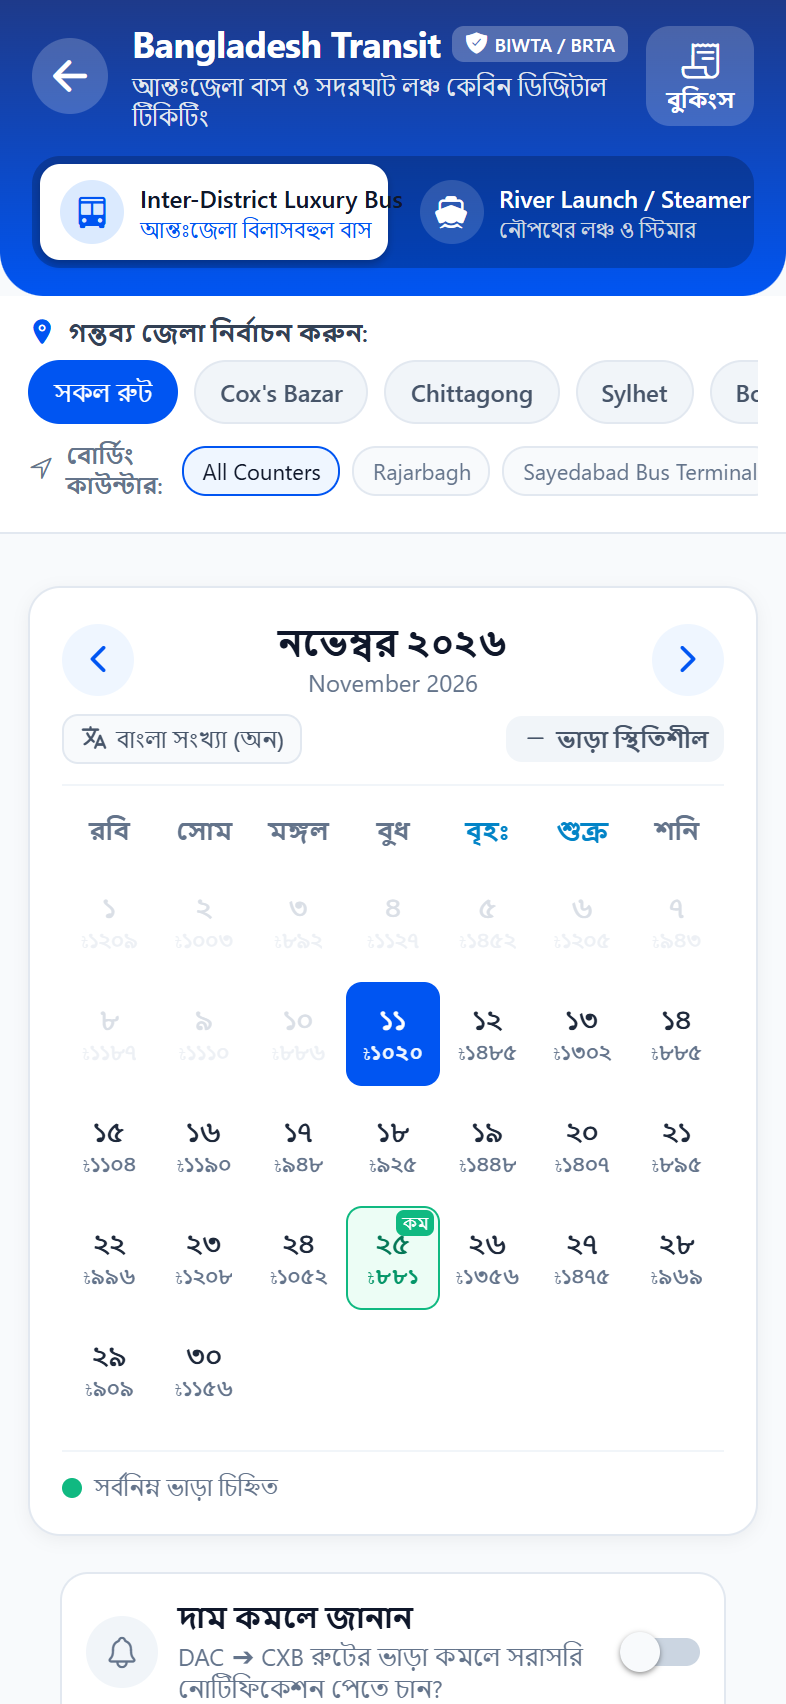 Bangladesh Transit
BIWTA / BRTA
আন্তঃজেলা বাস ও সদরঘাট লঞ্চ কেবিন ডিজিটাল
টিকিটিং
বুকিংস
Inter-District Luxury Bus
আন্তঃজেলা বিলাসবহুল বাস
River Launch / Steamer
নৌপথের লঞ্চ ও স্টিমার
গন্তব্য জেলা নির্বাচন করুন:
সকল রুট Cox's Bazar Chittagong Sylhet
বোর্ডিং
কাউন্টার:
All Counters Rajarbagh Sayedabad Bus Terminal
নভেম্বর ২০২৬
November 2026
বাংলা সংখ্যা (অন)
— ভাড়া স্থিতিশীল
রবি সোম মঙ্গল বুধ বৃহঃ শুক্র শনি
১ ২ ৩ ৪ ৫ ৬ ৭
৳১২০৯ ৳১০০৩ ৳৮৯২ ৳১১২৭ ৳১৪৫২ ৳১২০৫ ৳৯৪৩
৮ ৯ ১০ ১১ ১২ ১৩ ১৪
৳১১৮৭ ৳১১১০ ৳৮৮৬ ৳১০২০ ৳১৪৮৫ ৳১৩০২ ৳৮৮৫
১৫ ১৬ ১৭ ১৮ ১৯ ২০ ২১
৳১১০৪ ৳১১৯০ ৳৯৪৮ ৳৯২৫ ৳১৪৪৮ ৳১৪০৭ ৳৮৯৫
কম
২২ ২৩ ২৪ ২৫ ২৬ ২৭ ২৮
৳৯৯৬ ৳১২০৮ ৳১০৫২ ৳৮৮১ ৳১৩৫৬ ৳১৪৭৫ ৳৯৬৯
২৯ ৩০
৳৯০৯ ৳১১৫৬
সর্বনিম্ন ভাড়া চিহ্নিত
দাম কমলে জানান
DAC ➔ CXB রুটের ভাড়া কমলে সরাসরি
নোটিফিকেশন পেতে চান?